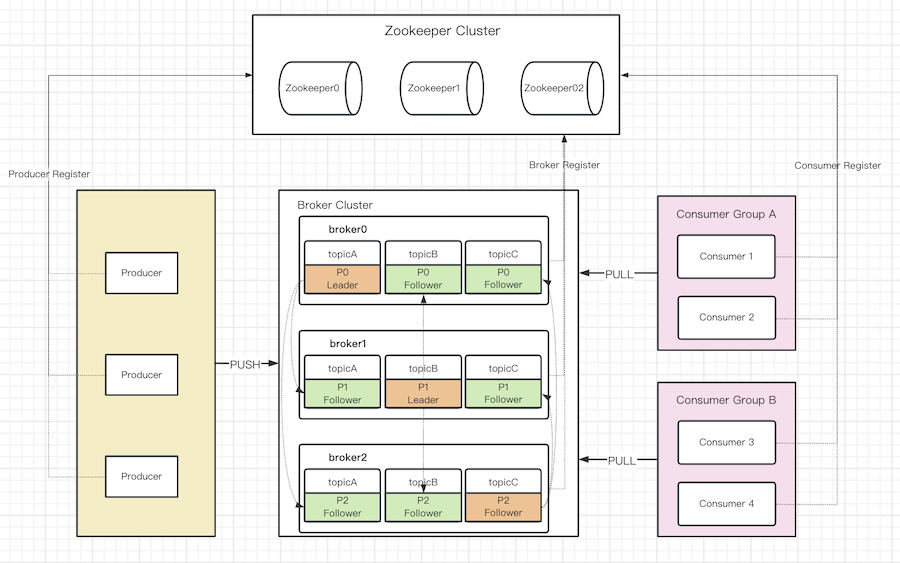 Zookeeper Cluster
Zookeeper0
Zookeeper1
Zookeeper02
Producer Register
Broker Register
Consumer Register
Producer
Producer
Producer
PUSH
Broker Cluster
broker0
topicA
topicB
topicC
P0
Leader
P0
Follower
P0
Follower
broker1
topicA
topicB
topicC
P1
Follower
P1
Leader
P1
Follower
broker2
topicA
topicB
topicC
P2
Follower
P2
Follower
P2
Follower
PULL
PULL
Consumer Group A
Consumer 1
Consumer 2
Consumer Group B
Consumer 3
Consumer 4